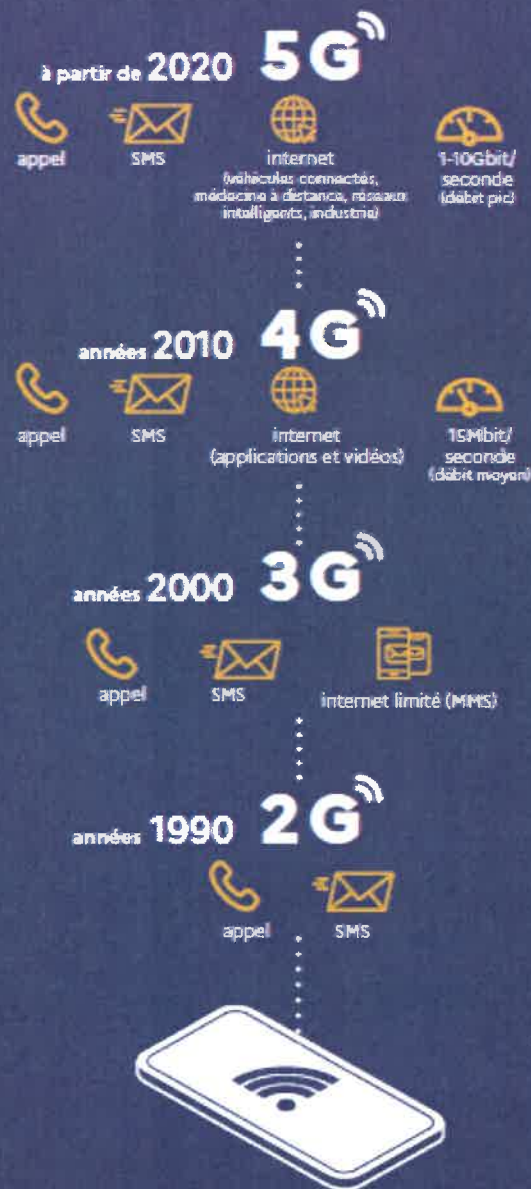 à partir de 2020 5G
appel
SMS
internet
(véhicules connectés,
médecine à distance, réseaux
intelligents, industrie)
1-10Gbit/
seconde
(débit pic)
années 2010 4G
appel
SMS
internet
(applications et vidéos)
15Mbit/
seconde
(débit moyen)
années 2000 3G
appel
SMS
internet limité (MMS)
années 1990 2G
appel
SMS